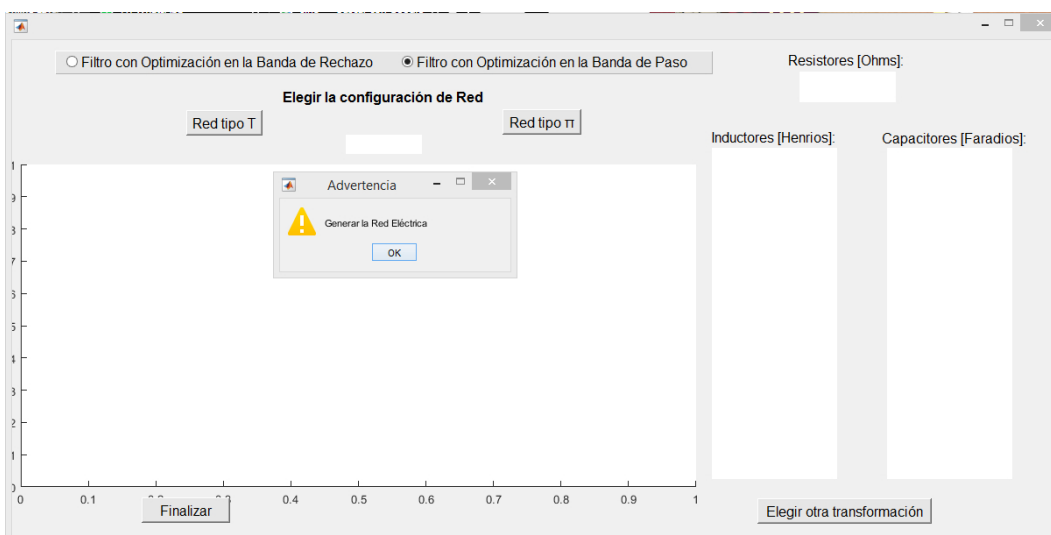 Filtro con Optimización en la Banda de Rechazo Filtro con Optimización en la Banda de Paso
Resistores [Ohms]:
Elegir la configuración de Red
Red tipo T
Red tipo π
Inductores [Henrios]:
Capacitores [Faradios]:
Advertencia
Generar la Red Eléctrica
OK
0 0.1 0.4 0.5 0.6 0.7 0.8 0.9 1
Finalizar
Elegir otra transformación